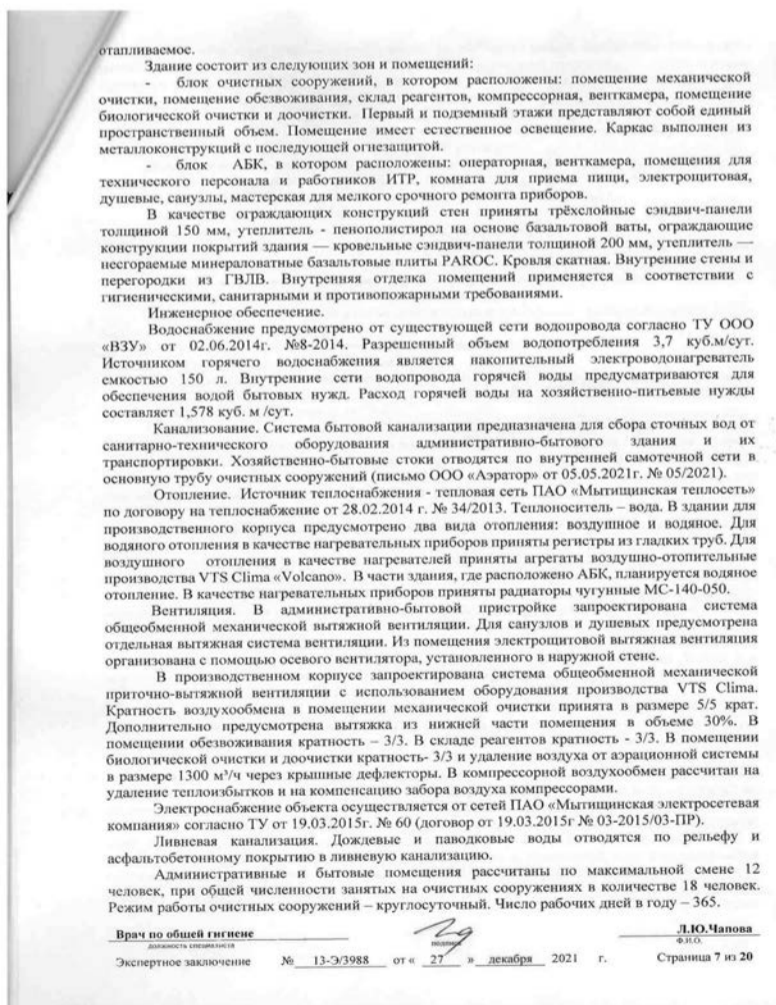 отапливаемое.
Здание состоит из следующих зон и помещений:
- блок очистных сооружений, в котором расположены: помещение механической
очистки, помещение обезвоживания, склад реагентов, компрессорная, венткамера, помещение
биологической очистки и доочистки. Первый и подземный этажи представляют собой единый
пространственный объем. Помещение имеет естественное освещение. Каркас выполнен из
металлоконструкций с последующей огнезащитой.
- блок АБК, в котором расположены: операторная, венткамера, помещения для
технического персонала и работников ИТР, комната для приема пищи, электрощитовая,
душевые, санузлы, мастерская для мелкого срочного ремонта приборов.
В качестве ограждающих конструкций стен приняты трёхслойные сэндвич-панели
толщиной 150 мм, утеплитель - пенополистирол на основе базальтовой ваты, ограждающие
конструкции покрытий здания — кровельные сэндвич-панели толщиной 200 мм, утеплитель —
несгораемые минераловатные базальтовые плиты PAROC. Кровля скатная. Внутренние стены и
перегородки из ГВЛВ. Внутренняя отделка помещений применяется в соответствии с
гигиеническими, санитарными и противопожарными требованиями.
Инженерное обеспечение.
Водоснабжение предусмотрено от существующей сети водопровода согласно ТУ ООО
«ВЗУ» от 02.06.2014г. №8-2014. Разрешенный объем водопотребления 3,7 куб.м/сут.
Источником горячего водоснабжения является накопительный электроводонагреватель
емкостью 150 л. Внутренние сети водопровода горячей воды предусматриваются для
обеспечения водой бытовых нужд. Расход горячей воды на хозяйственно-питьевые нужды
составляет 1,578 куб. м /сут.
Канализование. Система бытовой канализации предназначена для сбора сточных вод от
санитарно-технического оборудования административно-бытового здания и их
транспортировки. Хозяйственно-бытовые стоки отводятся по внутренней самотечной сети в
основную трубу очистных сооружений (письмо ООО «Аэратор» от 05.05.2021г. № 05/2021).
Отопление. Источник теплоснабжения - тепловая сеть ПАО «Мытищинская теплосеть»
по договору на теплоснабжение от 28.02.2014 г. № 34/2013. Теплоноситель – вода. В здании для
производственного корпуса предусмотрено два вида отопления: воздушное и водяное. Для
водяного отопления в качестве нагревательных приборов приняты регистры из гладких труб. Для
воздушного отопления в качестве нагревателей приняты агрегаты воздушно-отопительные
производства VTS Clima «Volcano». В части здания, где расположено АБК, планируется водяное
отопление. В качестве нагревательных приборов приняты радиаторы чугунные МС-140-050.
Вентиляция. В административно-бытовой пристройке запроектирована система
общеобменной механической вытяжной вентиляции. Для санузлов и душевых предусмотрена
отдельная вытяжная система вентиляции. Из помещения электрощитовой вытяжная вентиляция
организована с помощью осевого вентилятора, установленного в наружной стене.
В производственном корпусе запроектирована система общеобменной механической
приточно-вытяжной вентиляции с использованием оборудования производства VTS Clima.
Кратность воздухообмена в помещении механической очистки принята в размере 5/5 крат.
Дополнительно предусмотрена вытяжка из нижней части помещения в объеме 30%. В
помещении обезвоживания кратность – 3/3. В складе реагентов кратность - 3/3. В помещении
биологической очистки и доочистки кратность- 3/3 и удаление воздуха от аэрационной системы
в размере 1300 м³/ч через крышные дефлекторы. В компрессорной воздухообмен рассчитан на
удаление теплоизбытков и на компенсацию забора воздуха компрессорами.
Электроснабжение объекта осуществляется от сетей ПАО «Мытищинская электросетевая
компания» согласно ТУ от 19.03.2015г. № 60 (договор от 19.03.2015г № 03-2015/03-ПР).
Ливневая канализация. Дождевые и паводковые воды отводятся по рельефу и
асфальтобетонному покрытию в ливневую канализацию.
Административные и бытовые помещения рассчитаны по максимальной смене 12
человек, при общей численности занятых на очистных сооружениях в количестве 18 человек.
Режим работы очистных сооружений – круглосуточный. Число рабочих дней в году – 365.
Врач по общей гигиене Л.Ю.Чапова
должность специалиста подпись Ф.И.О.
Экспертное заключение № 13-Э/3988 от « 27 » декабря 2021 г. Страница 7 из 20